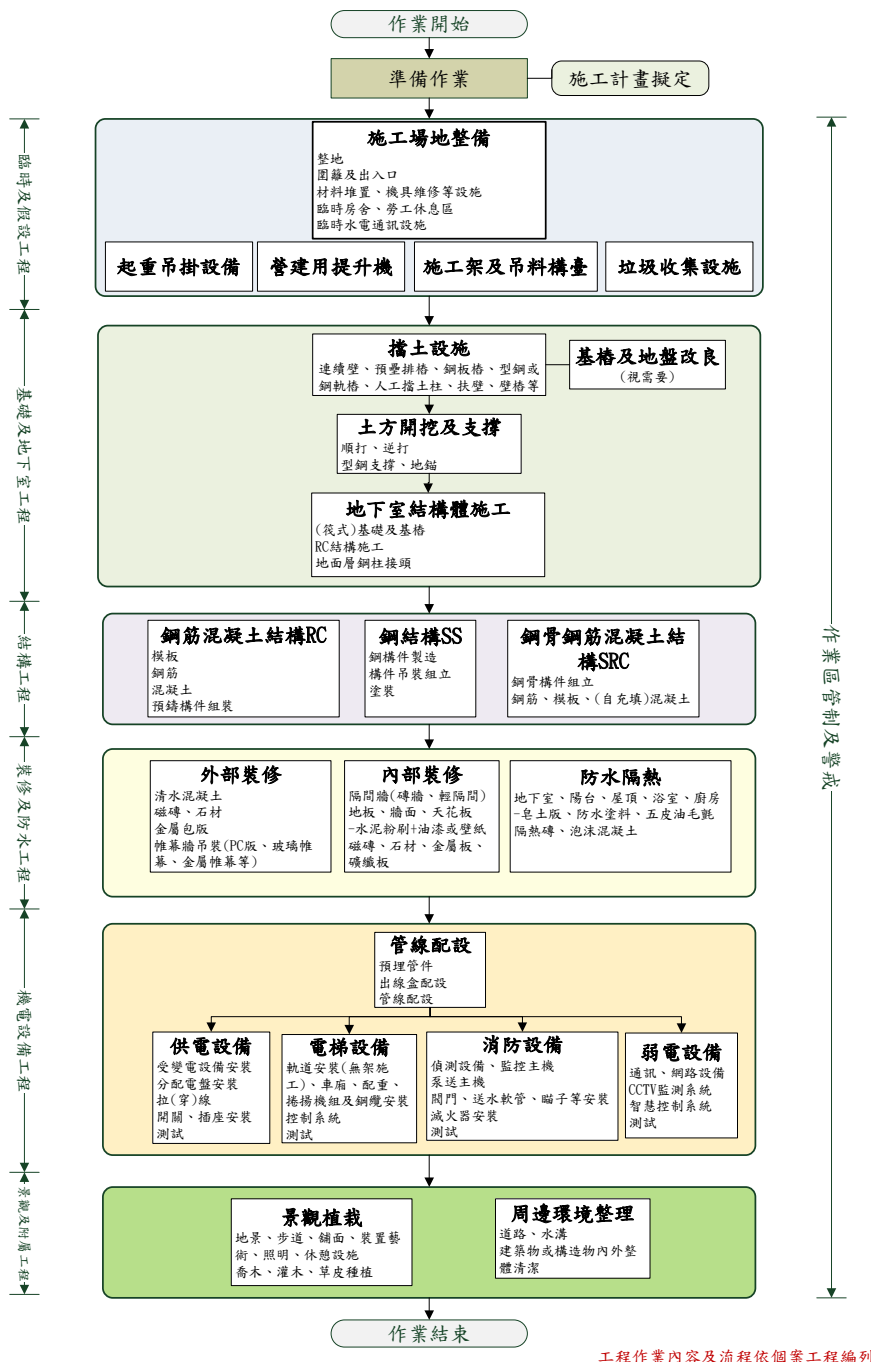 作業開始
準備作業
施工計畫擬定
臨時及假設工程
施工場地整備
整地
圍籬及出入口
材料堆置、機具維修等設施
臨時房舍、勞工休息區
臨時水電通訊設施
起重吊掛設備
營建用提升機
施工架及吊料構臺
垃圾收集設施
基礎及地下室工程
擋土設施
連續壁、預壘排樁、鋼板樁、型鋼或
鋼軌樁、人工擋土柱、扶壁、壁樁等
基樁及地盤改良
(視需要)
土方開挖及支撐
順打、逆打
型鋼支撐、地錨
地下室結構體施工
(筏式)基礎及基樁
RC結構施工
地面層鋼柱接頭
作業區管制及警戒
結構工程
鋼筋混凝土結構RC
模板
鋼筋
混凝土
預鑄構件組裝
鋼結構SS
鋼構件製造
構件吊裝組立
塗裝
鋼骨鋼筋混凝土結
構SRC
鋼骨構件組立
鋼筋、模板、(自充填)混凝土
裝修及防水工程
外部裝修
清水混凝土
磁磚、石材
金屬包版
帷幕牆吊裝(PC版、玻璃帷
幕、金屬帷幕等)
內部裝修
隔間牆(磚牆、輕隔間)
地板、牆面、天花板
-水泥粉刷+油漆或壁紙
磁磚、石材、金屬板、
礦纖板
防水隔熱
地下室、陽台、屋頂、浴室、廚房
-皂土版、防水塗料、五皮油毛氈
隔熱磚、泡沫混凝土
機電設備工程
管線配設
預埋管件
出線盒配設
管線配設
供電設備
受變電設備安裝
分配電盤安裝
拉(穿)線
開關、插座安裝
測試
電梯設備
軌道安裝(無架施
工)、車廂、配重、
捲揚機組及鋼纜安裝
控制系統
測試
消防設備
偵測設備、監控主機
泵送主機
閥門、送水軟管、瞄子等安裝
滅火器安裝
測試
弱電設備
通訊、網路設備
CCTV監測系統
智慧控制系統
測試
景觀及附屬工程
景觀植栽
地景、步道、舖面、裝置藝
術、照明、休憩設施
喬木、灌木、草皮種植
周邊環境整理
道路、水溝
建築物或構造物內外整
體清潔
作業結束
工程作業內容及流程依個案工程編列